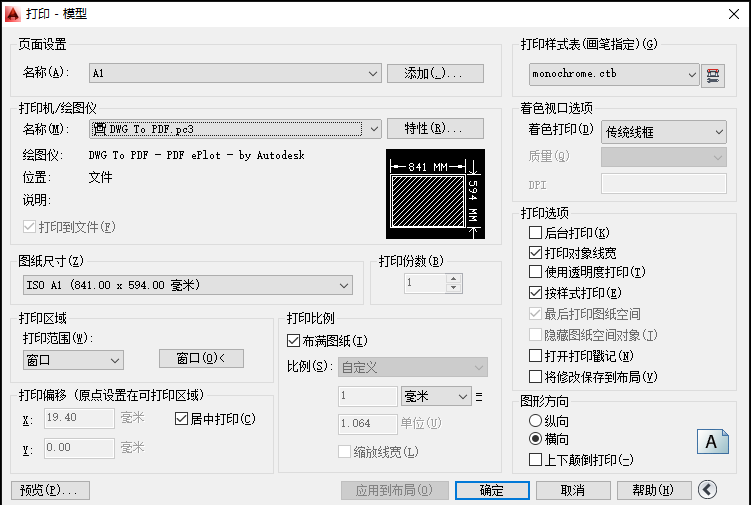 打印 - 模型
页面设置
名称(A): A1 添加(.)...
打印机/绘图仪
名称(M): DWG To PDF.pc3 特性(R)...
绘图仪: DWG To PDF - PDF ePlot - by Autodesk
位置: 文件
说明:
打印到文件(F)
841 MM
594 MM
图纸尺寸(Z)
ISO A1 (841.00 x 594.00 毫米)
打印份数(B)
1
打印区域
打印范围(W):
窗口 窗口(O)<
打印比例
布满图纸(I)
比例(S): 自定义
1 毫米 =
1.064 单位(U)
缩放线宽(L)
打印偏移 (原点设置在可打印区域)
X: 19.40 毫米 居中打印(C)
Y: 0.00 毫米
打印样式表(画笔指定)(G)
monochrome.ctb
着色视口选项
着色打印(D) 传统线框
质量(Q)
DPI
打印选项
后台打印(K)
打印对象线宽
使用透明度打印(T)
按样式打印(E)
最后打印图纸空间
隐藏图纸空间对象(J)
打开打印戳记(N)
将修改保存到布局(V)
图形方向
纵向
横向
上下颠倒打印(-)
A
预览(P)... 应用到布局(O) 确定 取消 帮助(H)